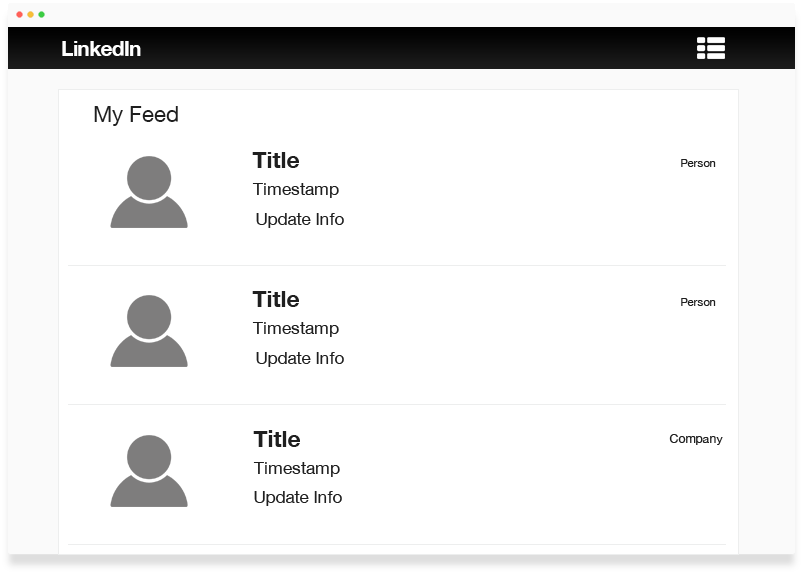 LinkedIn
My Feed
Title
Person
Timestamp
Update Info
Title
Person
Timestamp
Update Info
Title
Company
Timestamp
Update Info